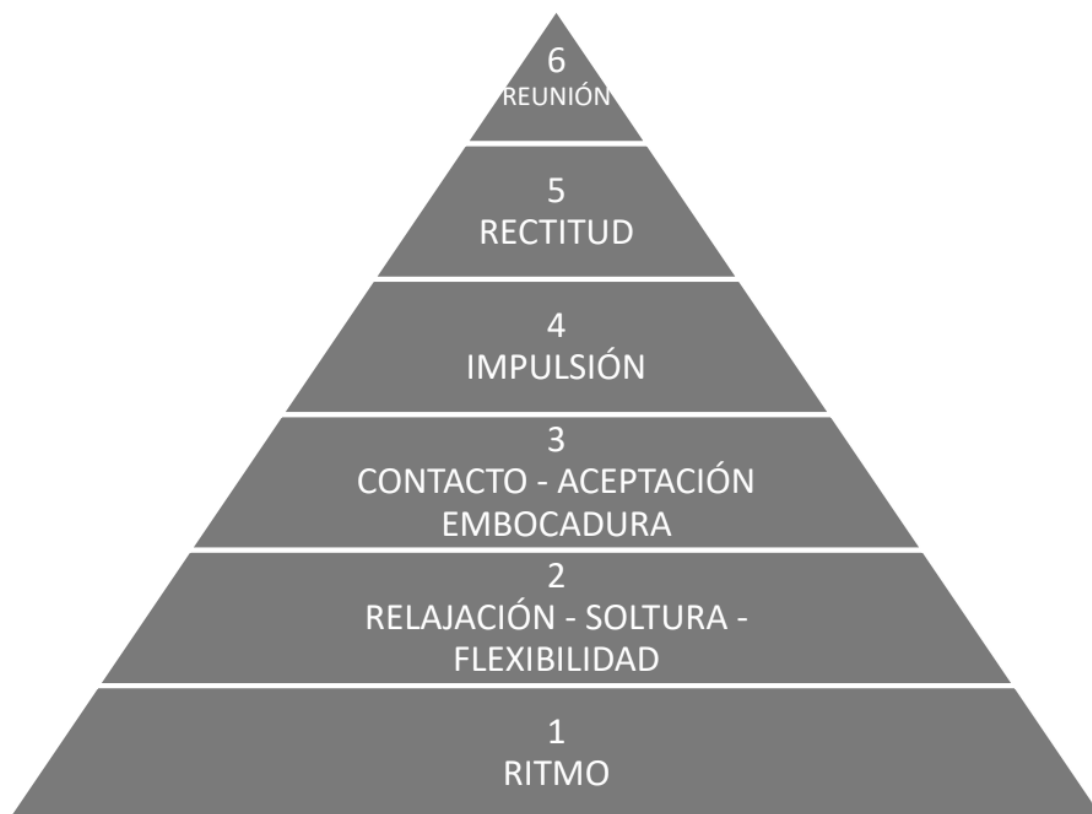 6
REUNIÓN
5
RECTITUD
4
IMPULSIÓN
3
CONTACTO - ACEPTACIÓN
EMBOCADURA
2
RELAJACIÓN - SOLTURA -
FLEXIBILIDAD
1
RITMO